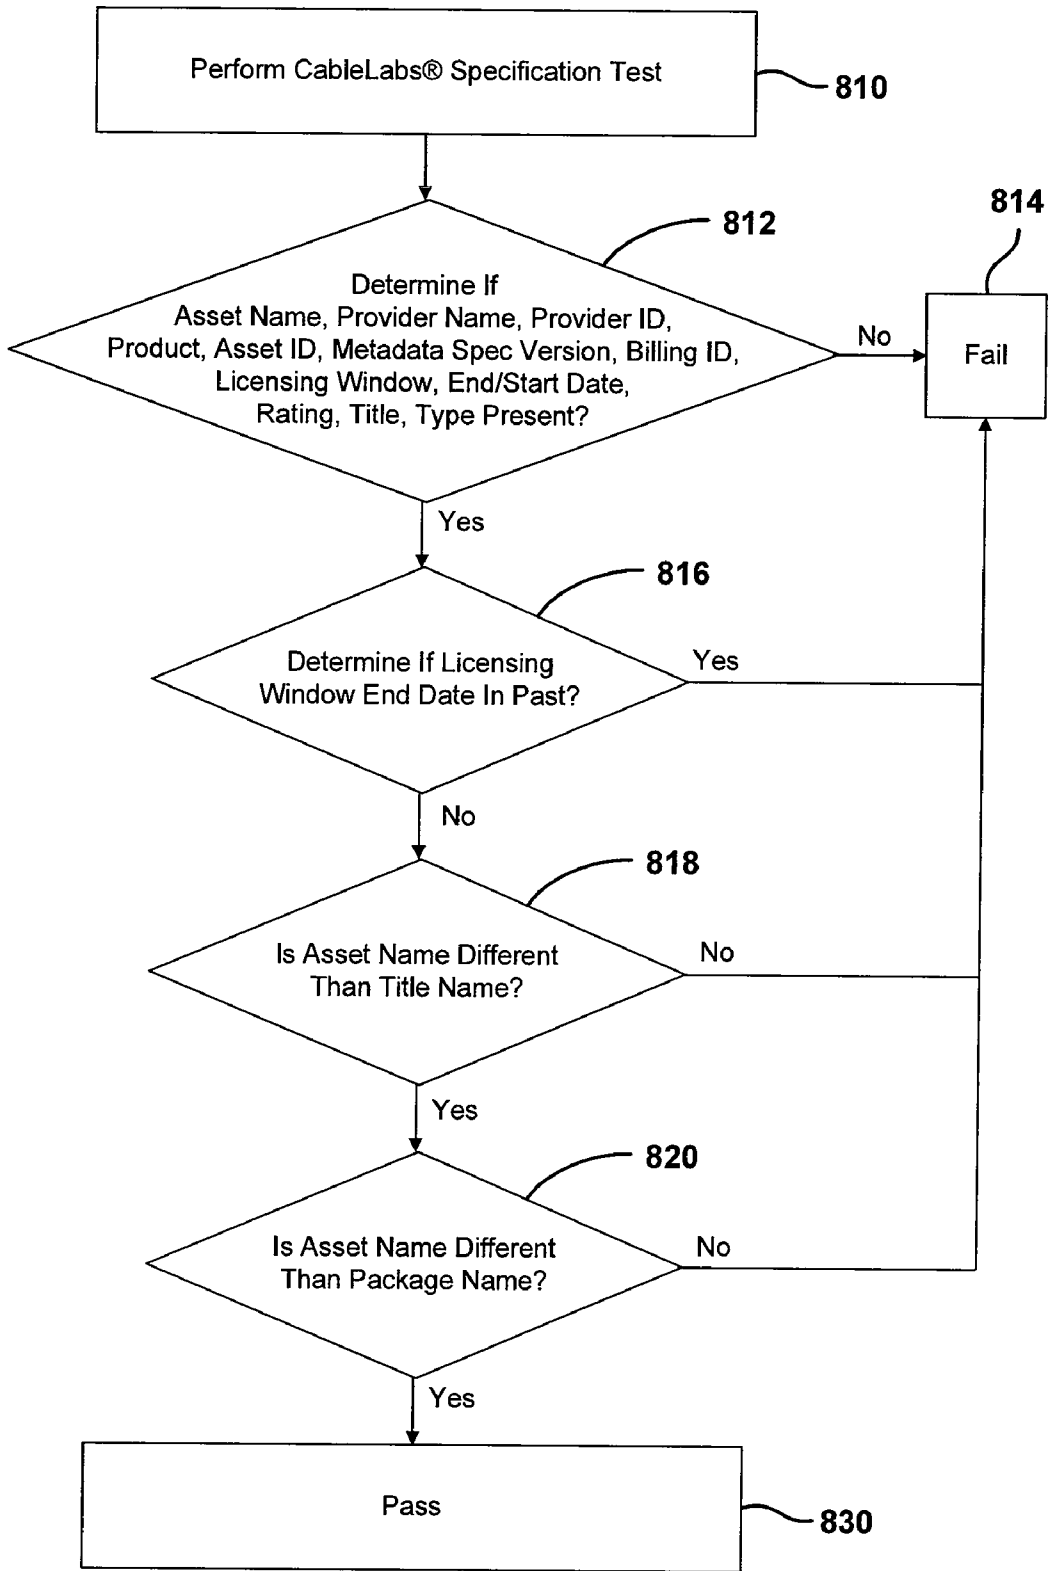 Perform CableLabs® Specification Test
810
812
814
Determine If
Asset Name, Provider Name, Provider ID,
Product, Asset ID, Metadata Spec Version, Billing ID,
Licensing Window, End/Start Date,
Rating, Title, Type Present?
No
Fail
Yes
816
Determine If Licensing
Window End Date In Past?
Yes
No
818
Is Asset Name Different
Than Title Name?
No
Yes
820
Is Asset Name Different
Than Package Name?
No
Yes
Pass
830